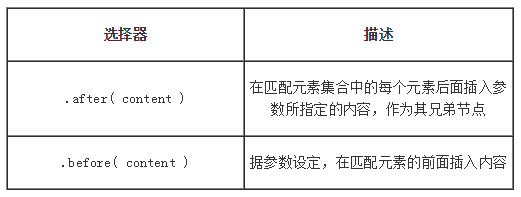 选择器
描述
.after( content )
在匹配元素集合中的每个元素后面插入参
数所指定的内容，作为其兄弟节点
.before( content )
据参数设定，在匹配元素的前面插入内容